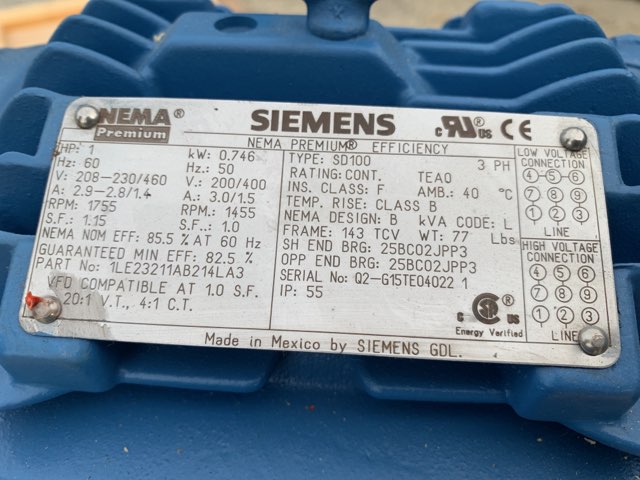 NEMA®
Premium
SIEMENS
c RU us CE
NEMA PREMIUM® EFFICIENCY
HP: 1 kW: 0.746
Hz: 60 Hz.: 50
V: 208-230/460 V.: 200/400
A: 2.9-2.8/1.4 A.: 3.0/1.5
RPM: 1755 RPM.: 1455
S.F.: 1.15 S.F..: 1.0
NEMA NOM EFF: 85.5 % AT 60 Hz
GUARANTEED MIN EFF: 82.5 %
PART No: 1LE23211AB214LA3
VFD COMPATIBLE AT 1.0 S.F.
20:1 V.T., 4:1 C.T.
TYPE: SD100 3 PH
RATING: CONT. TEAO
INS. CLASS: F AMB.: 40 °C
TEMP. RISE: CLASS B
NEMA DESIGN: B kVA CODE: L
FRAME: 143 TCV WT: 77 Lbs
SH END BRG: 25BC02JPP3
OPP END BRG: 25BC02JPP3
SERIAL No: Q2-G15TE04022 1
IP: 55
c SA us
Energy Verified
LOW VOLTAGE
CONNECTION
4-5-6
7 8 9
1 2 3
LINE
HIGH VOLTAGE
CONNECTION
4 5 6
7 8 9
1 2 3
LINE
Made in Mexico by SIEMENS GDL.